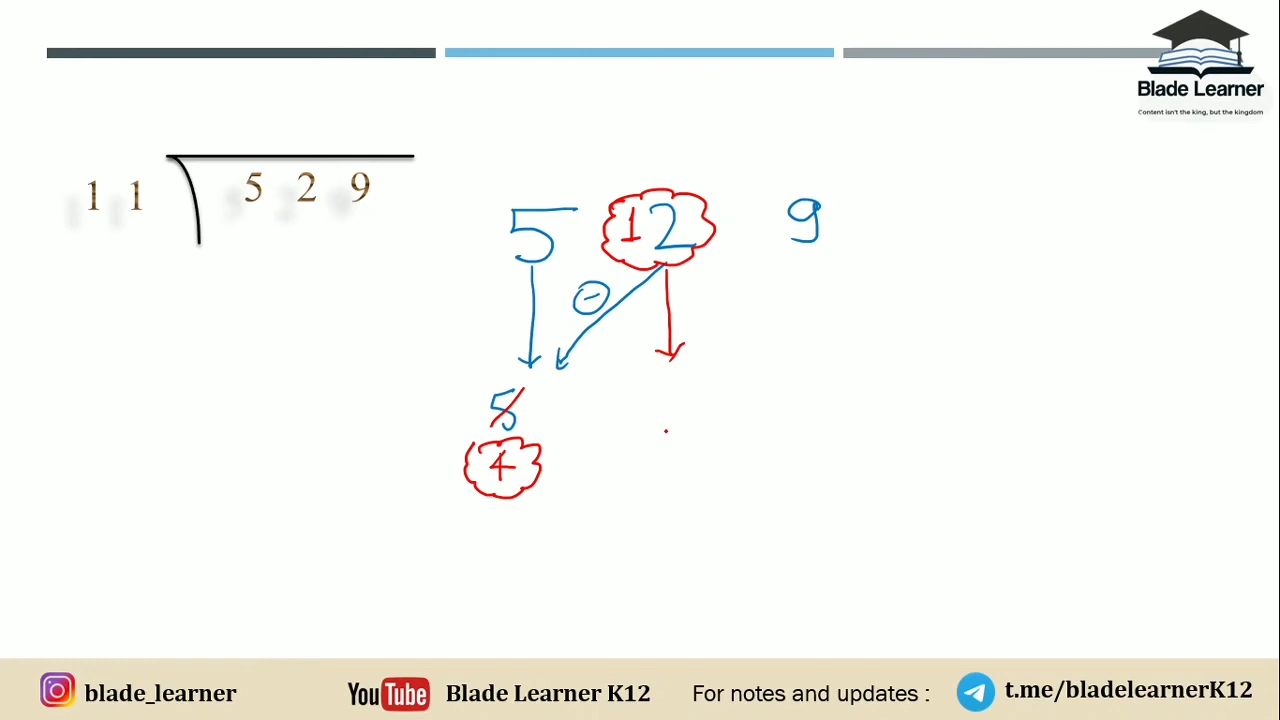 Blade Learner
Content isn't the king, but the kingdom
1 1 5 2 9
5 12 9
−
5
4
blade_learner
YouTube Blade Learner K12
For notes and updates :
t.me/bladelearnerK12